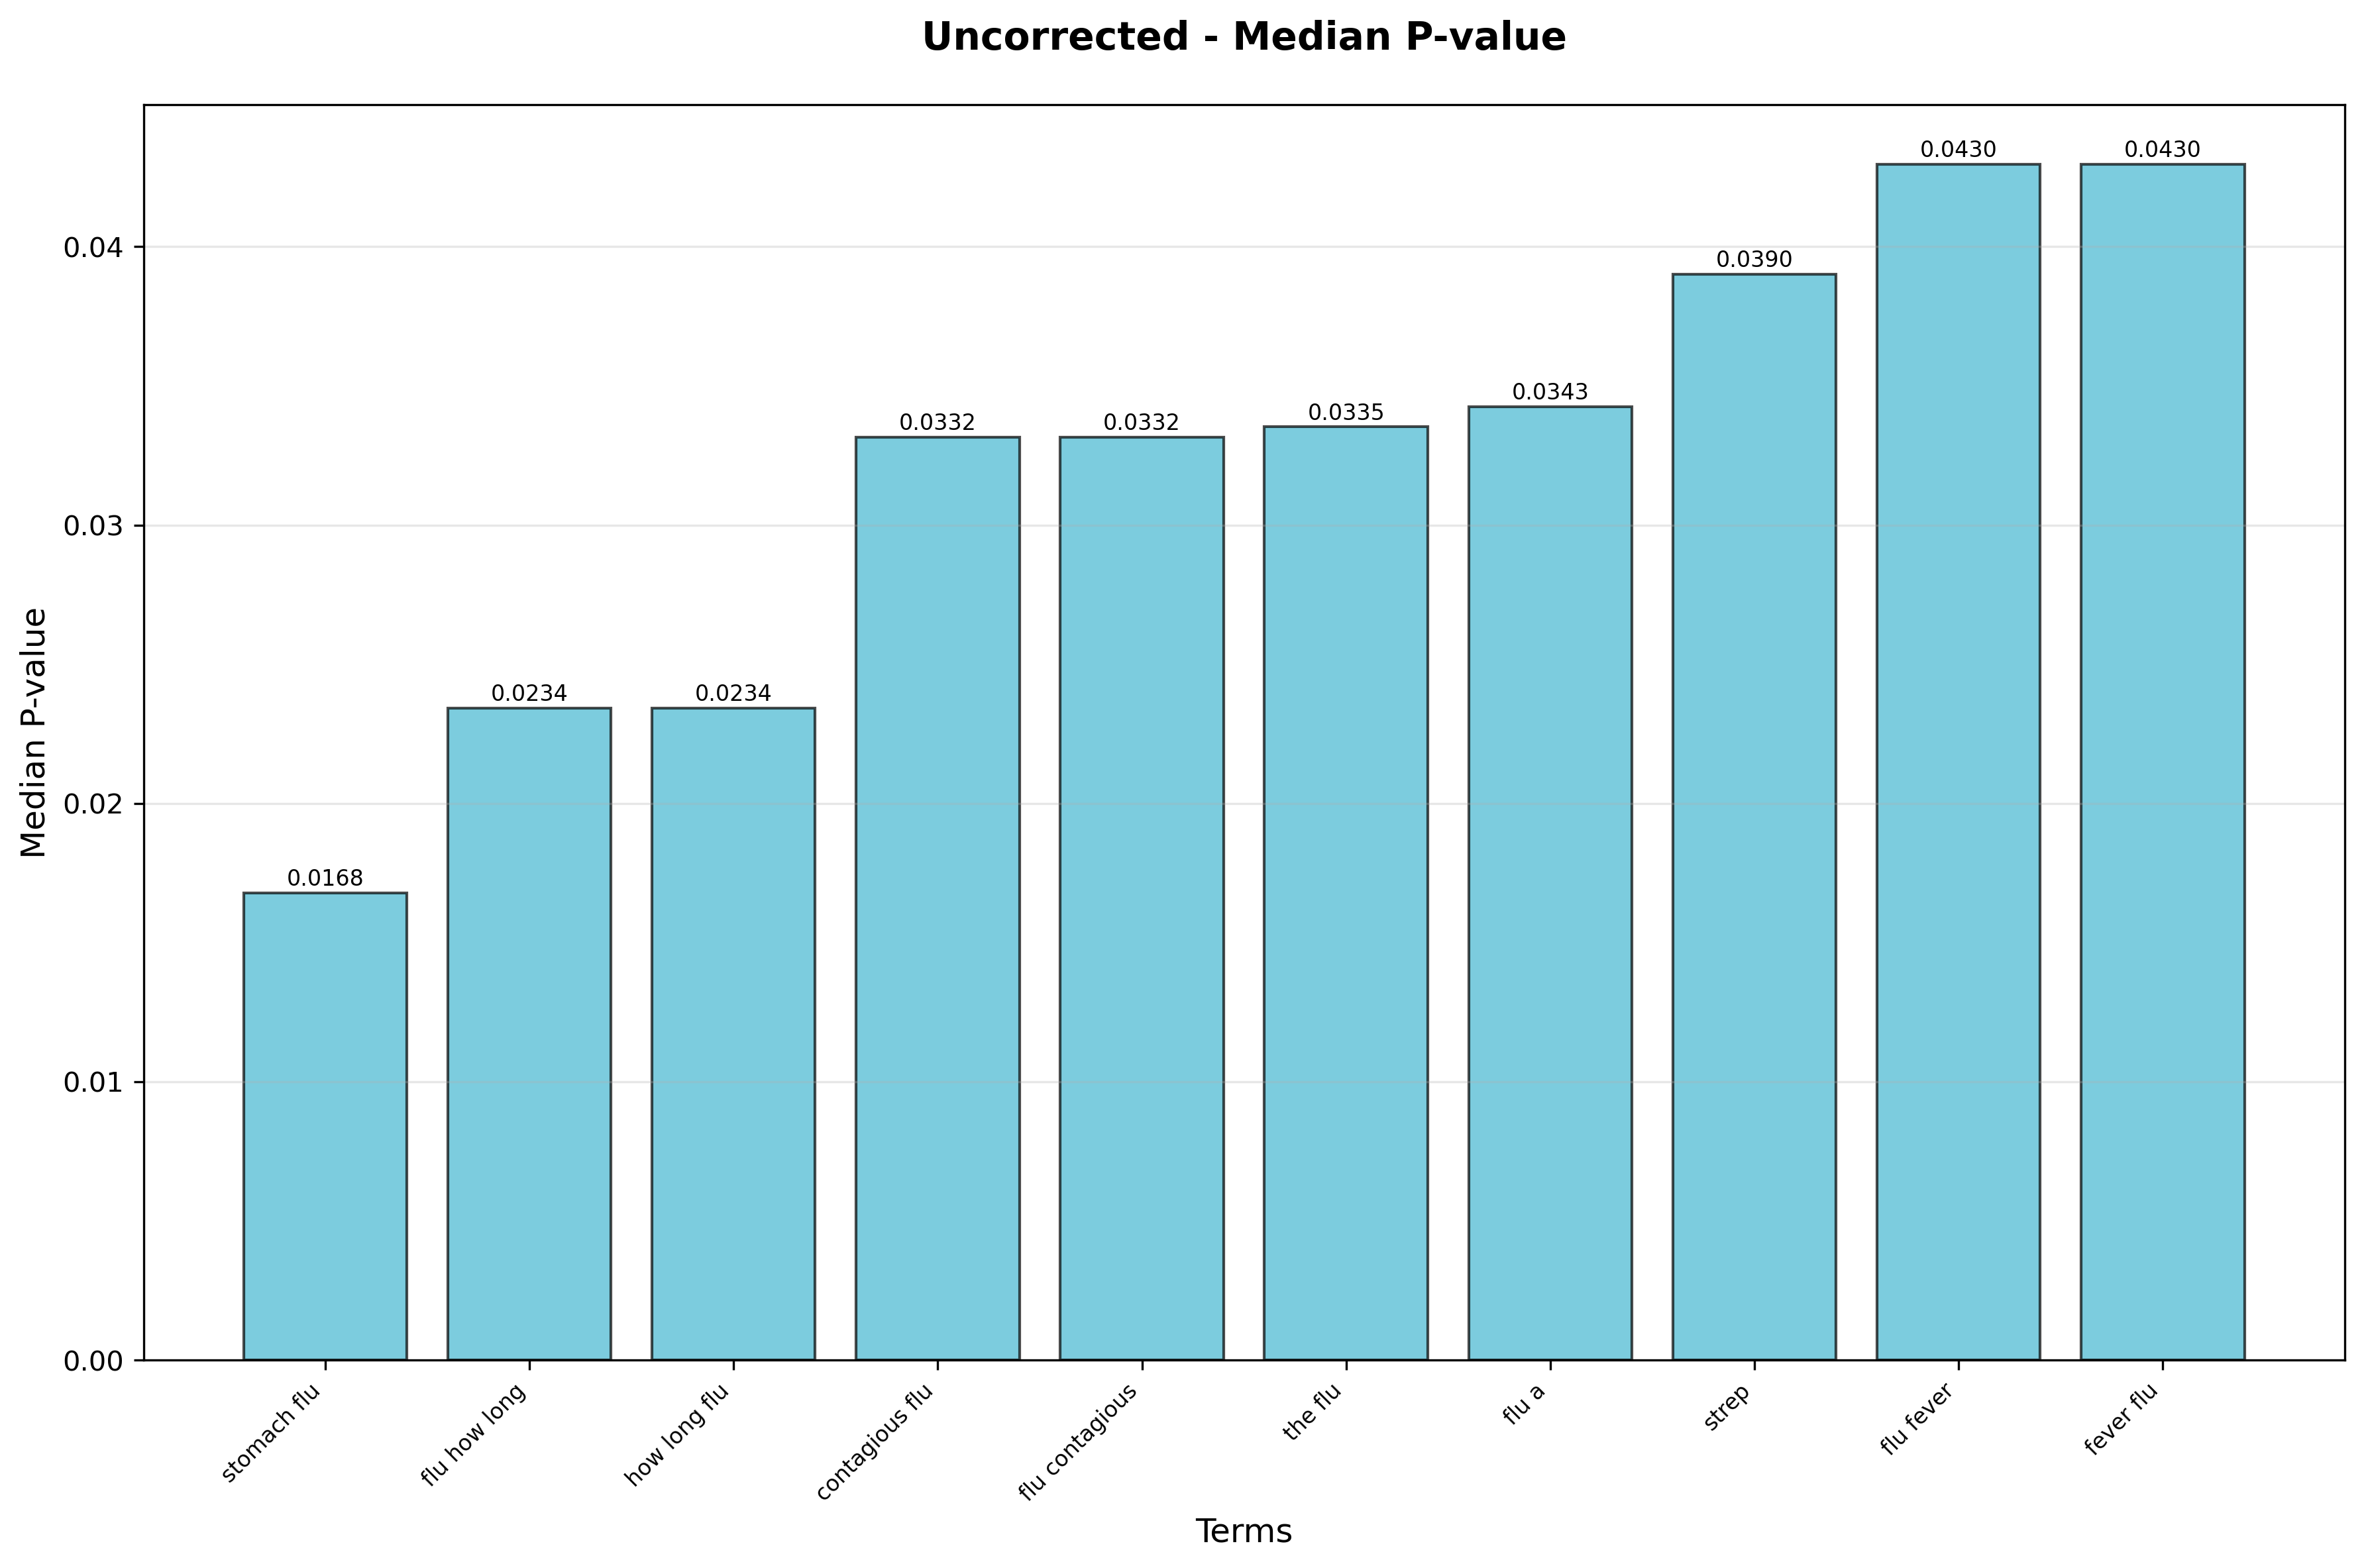 Uncorrected - Median P-value
Median P-value
0.04
0.03
0.02
0.01
0.00
0.0168
0.0234
0.0234
0.0332
0.0332
0.0335
0.0343
0.0390
0.0430
0.0430
stomach flu
flu how long
how long flu
contagious flu
flu contagious
the flu
flu a
strep
flu fever
fever flu
Terms